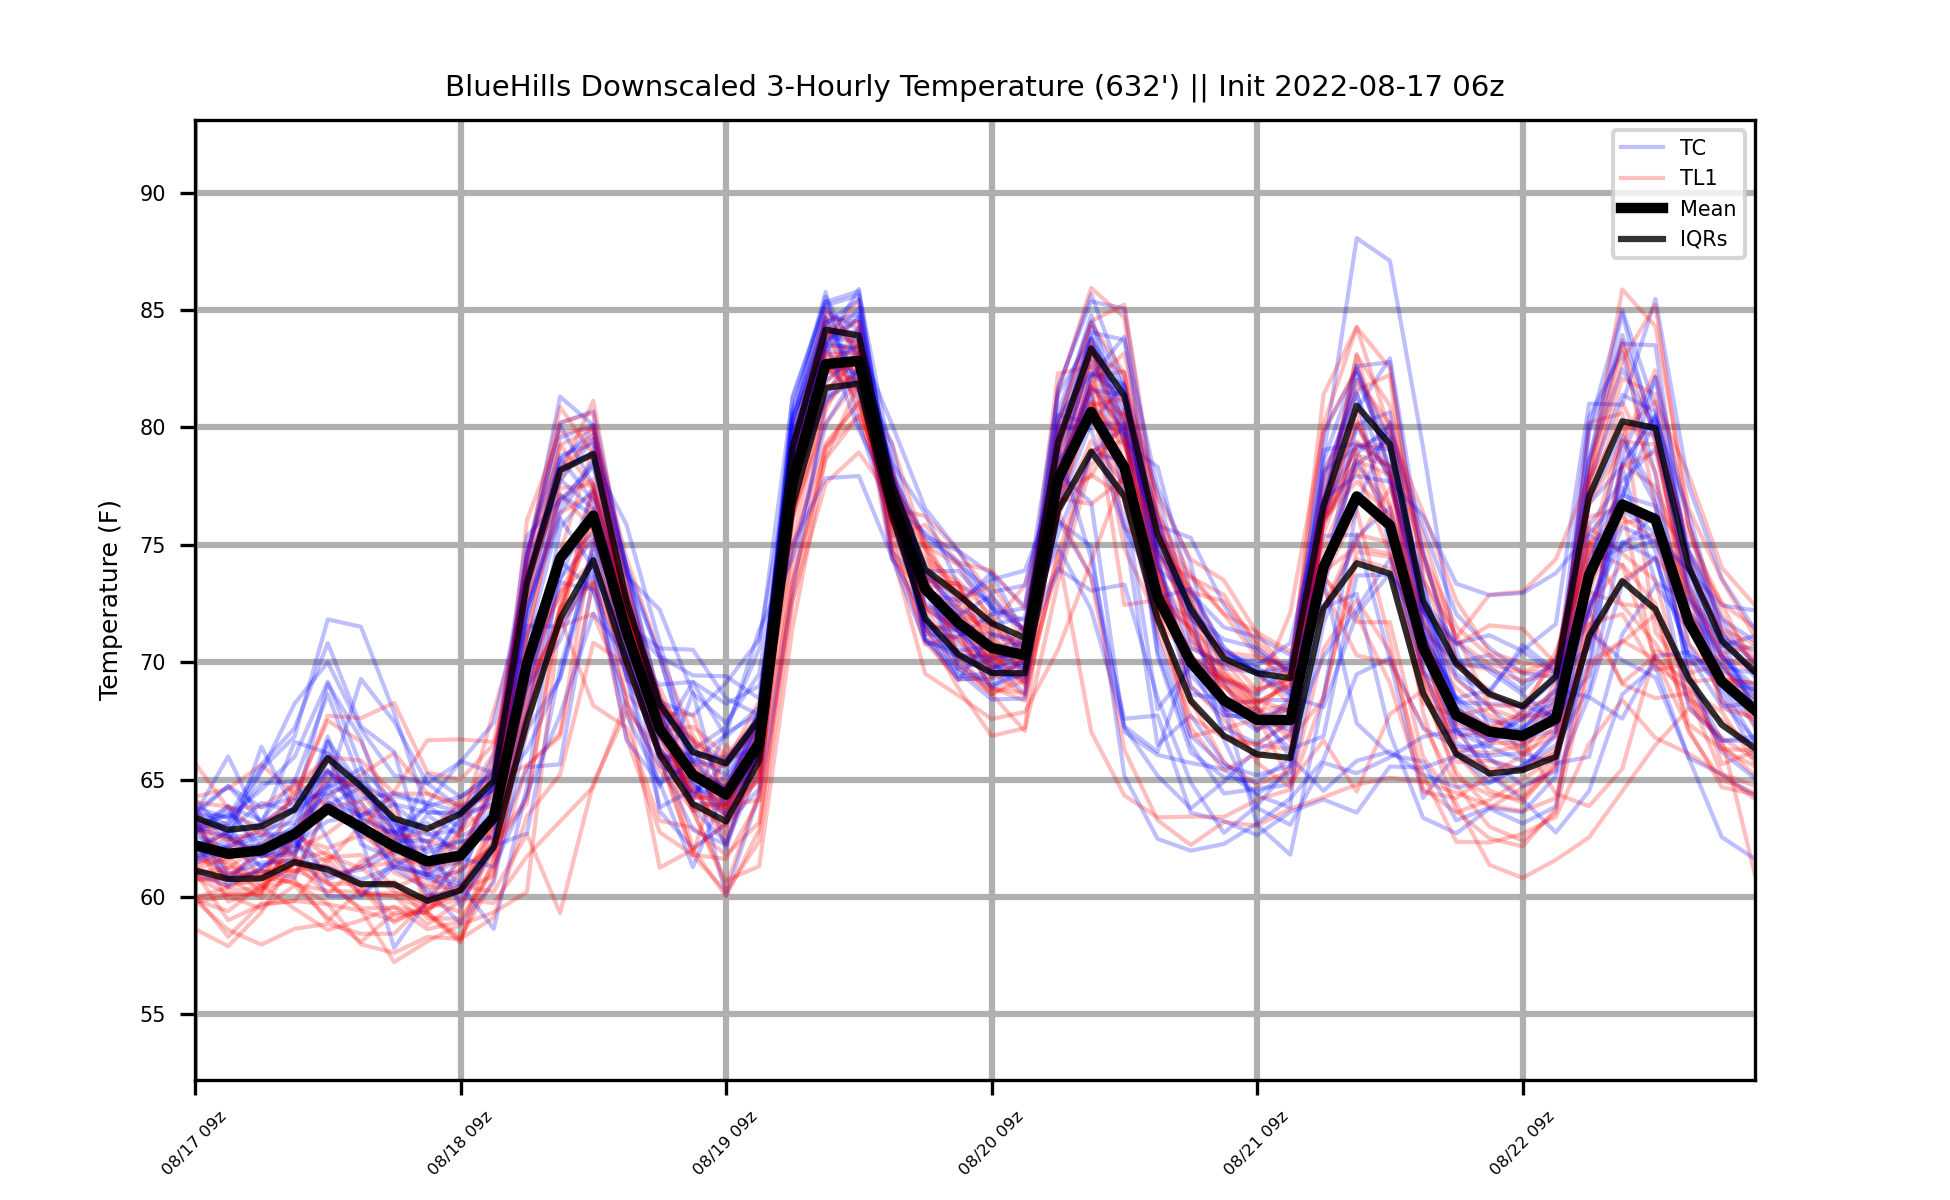 BlueHills Downscaled 3-Hourly Temperature (632') || Init 2022-08-17 06z
TC
TL1
Mean
IQRs
Temperature (F)
90
85
80
75
70
65
60
55
08/17 09z
08/18 09z
08/19 09z
08/20 09z
08/21 09z
08/22 09z